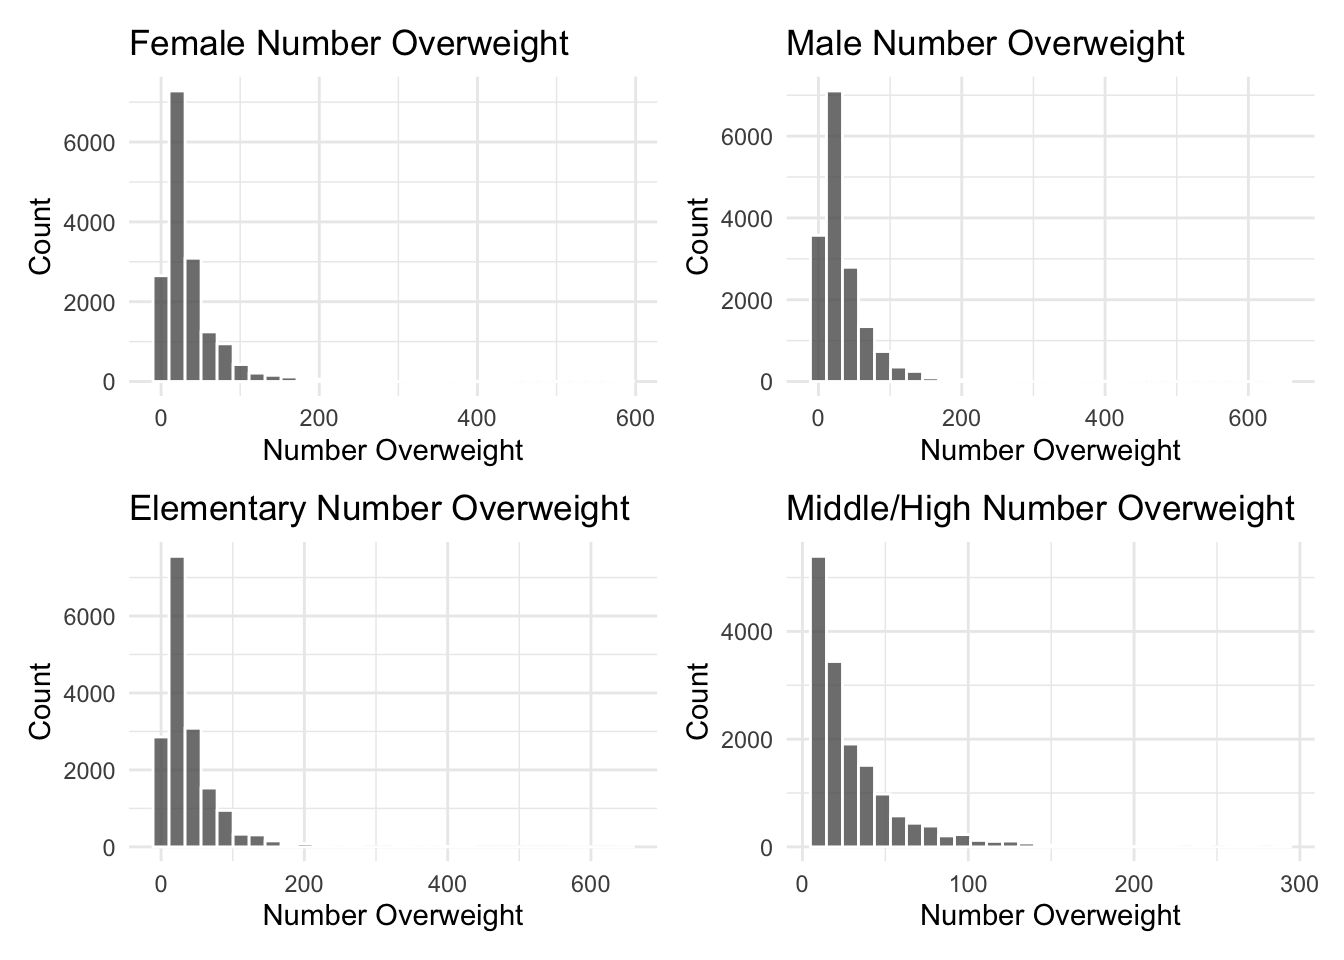 Female Number Overweight
Count
6000
4000
2000
0
0 200 400 600
Number Overweight
Male Number Overweight
Count
6000
4000
2000
0
0 200 400 600
Number Overweight
Elementary Number Overweight
Count
6000
4000
2000
0
0 200 400 600
Number Overweight
Middle/High Number Overweight
Count
4000
2000
0
0 100 200 300
Number Overweight